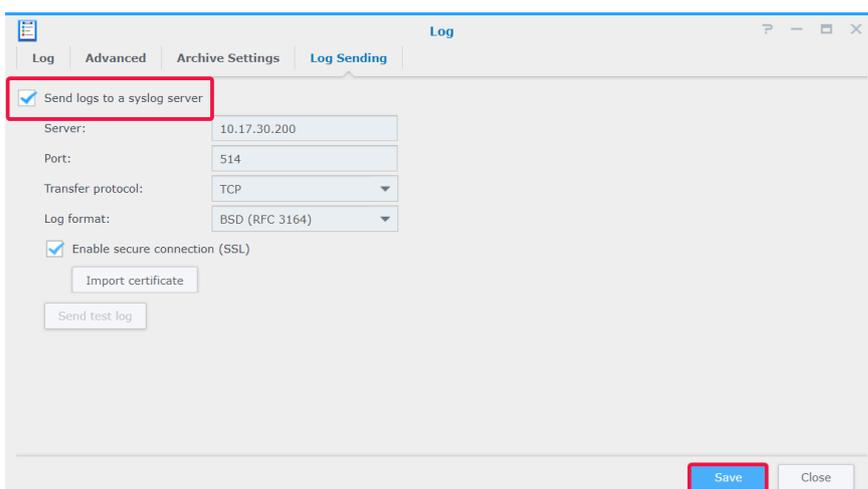 Log
Log Advanced Archive Settings Log Sending
Send logs to a syslog server
Server: 10.17.30.200
Port: 514
Transfer protocol: TCP
Log format: BSD (RFC 3164)
Enable secure connection (SSL)
Import certificate
Send test log
Save Close